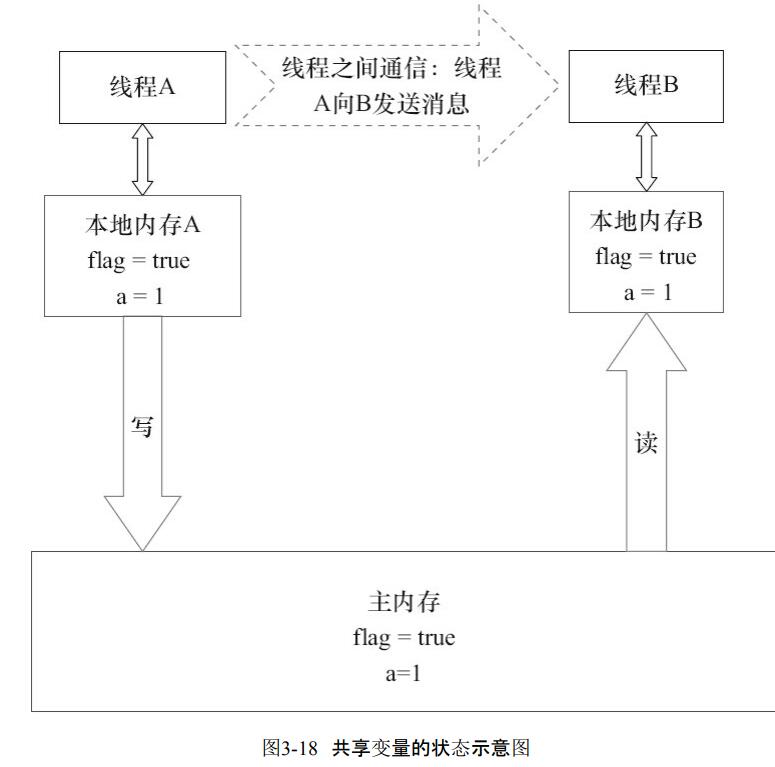 线程A
线程之间通信：线程
A向B发送消息
线程B
本地内存A
flag = true
a = 1
本地内存B
flag = true
a = 1
写
读
主内存
flag = true
a=1
图3-18 共享变量的状态示意图